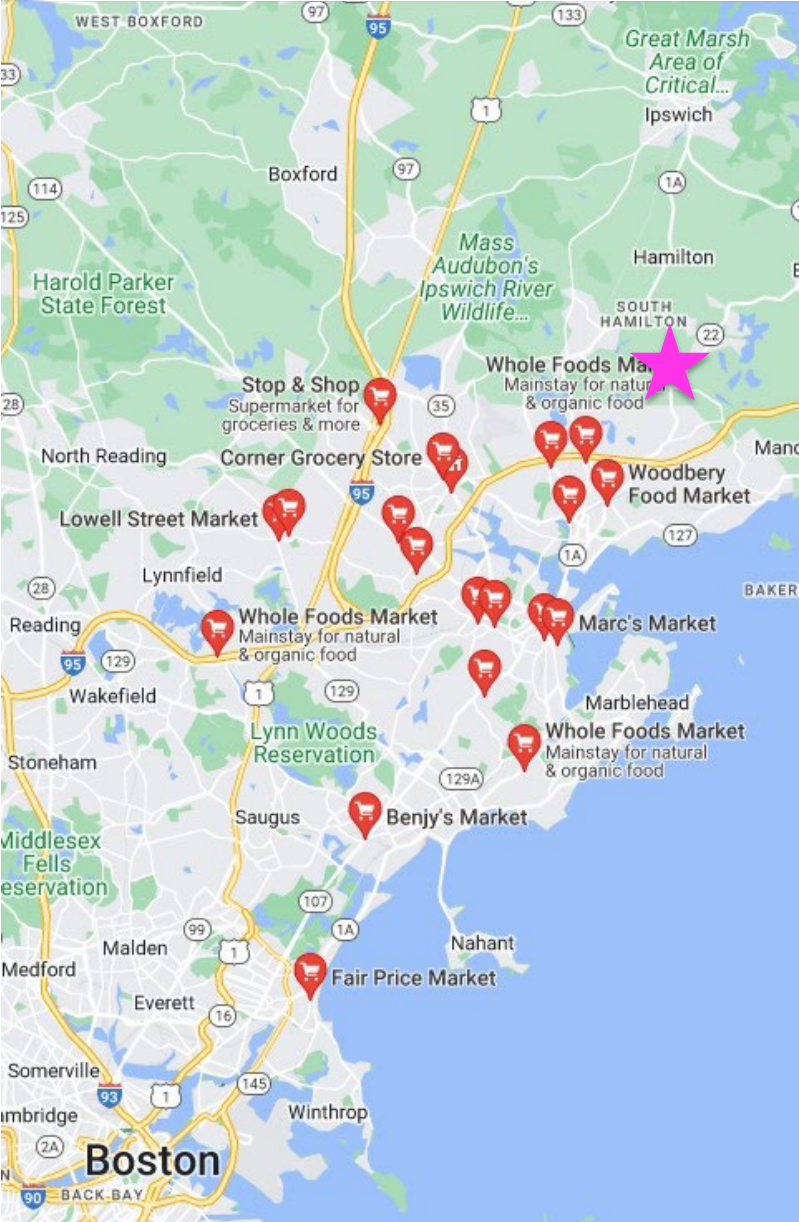 WEST BOXFORD
97
95
133
Great Marsh
Area of
Critical...
33
1
Ipswich
Boxford
97
114
1A
125
Mass
Audubon's
Ipswich River
Wildlife...
Hamilton
Harold Parker
State Forest
E
SOUTH
HAMILTON
22
Whole Foods Ma
Mainstay for natur
& organic food
Stop & Shop
Supermarket for
groceries & more
28
35
North Reading
Corner Grocery Store
Manc
Woodbery
Food Market
95
Lowell Street Market
127
1A
Lynnfield
28
BAKER
Reading
Whole Foods Market
Mainstay for natural
& organic food
Marc's Market
95
129
1
129
Wakefield
Marblehead
Lynn Woods
Reservation
Whole Foods Market
Mainstay for natural
& organic food
Stoneham
129A
Saugus
Benjy's Market
Middlesex
Fells
eservation
107
99
1A
Malden
1
Nahant
Medford
Fair Price Market
Everett
16
Somerville
145
93
1
ambridge
Winthrop
2A
Boston
N
90
BACK BAY